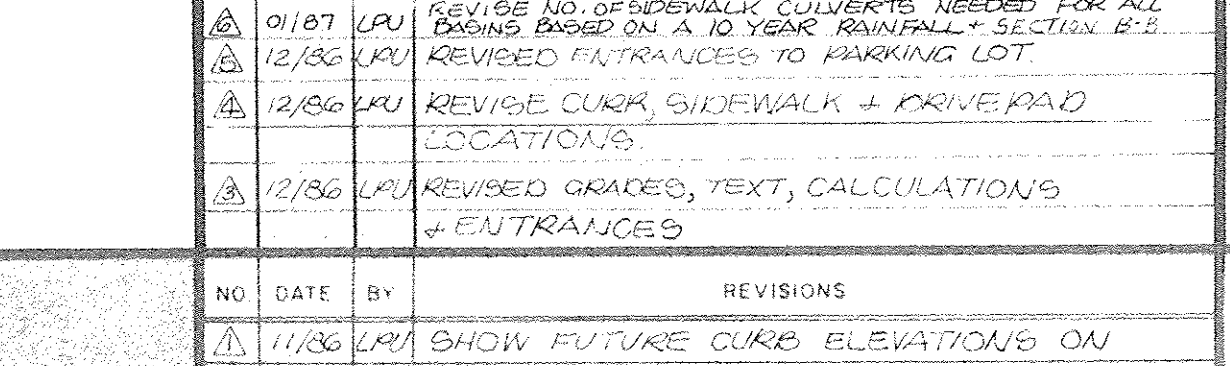 6 01/87 LPU REVISE NO. OF SIDEWALK CULVERTS NEEDED FOR ALL
BASINS BASED ON A 10 YEAR RAINFALL + SECTION B-B
5 12/86 LPU REVISED ENTRANCES TO PARKING LOT.
4 12/86 LPU REVISE CURB, SIDEWALK + DRIVEPAD
LOCATIONS.
3 12/86 LPU REVISED GRADES, TEXT, CALCULATIONS
+ ENTRANCES
NO. DATE BY REVISIONS
1 11/86 LPU SHOW FUTURE CURB ELEVATIONS ON